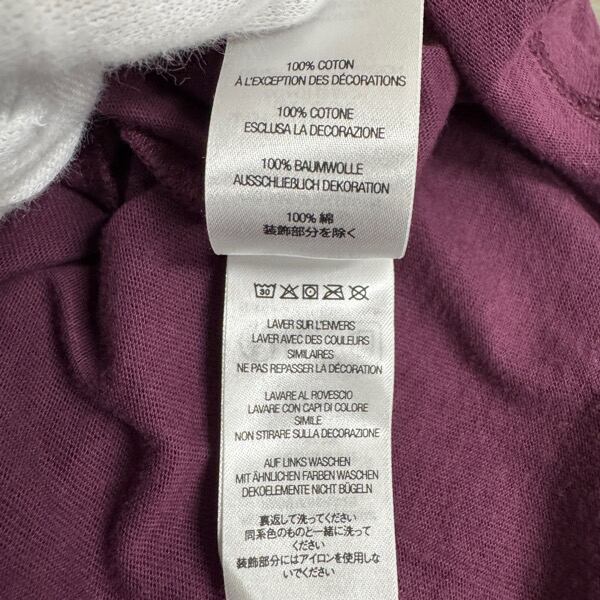 100% COTON
À L'EXCEPTION DES DÉCORATIONS
100% COTONE
ESCLUSA LA DECORAZIONE
100% BAUMWOLLE
AUSSCHLIEßLICH DEKORATION
100% 綿
装飾部分を除く
30
LAVER SUR L'ENVERS
LAVER AVEC DES COULEURS
SIMILAIRES
NE PAS REPASSER LA DÉCORATION
LAVARE AL ROVESCIO
LAVARE CON CAPI DI COLORE
SIMILE
NON STIRARE SULLA DECORAZIONE
AUF LINKS WASCHEN
MIT ÄHNLICHEN FARBEN WASCHEN
DEKOELEMENTE NICHT BÜGELN
裏返して洗ってください
同系色のものと一緒に洗って
ください
装飾部分にはアイロンを使用しな
いでください